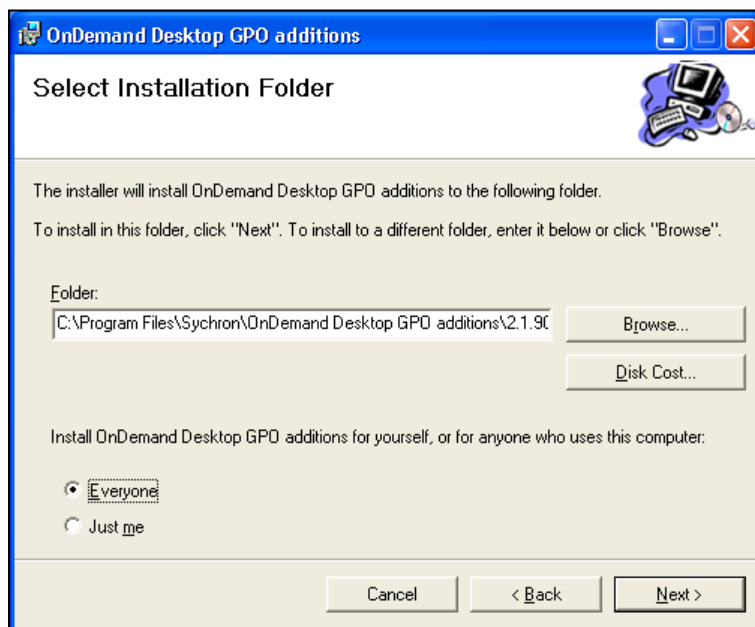 OnDemand Desktop GPO additions
Select Installation Folder
The installer will install OnDemand Desktop GPO additions to the following folder.
To install in this folder, click "Next". To install to a different folder, enter it below or click "Browse".
Folder:
C:\Program Files\Sychron\OnDemand Desktop GPO additions\2.1.90
Browse...
Disk Cost...
Install OnDemand Desktop GPO additions for yourself, or for anyone who uses this computer:
Everyone
Just me
Cancel
< Back
Next >